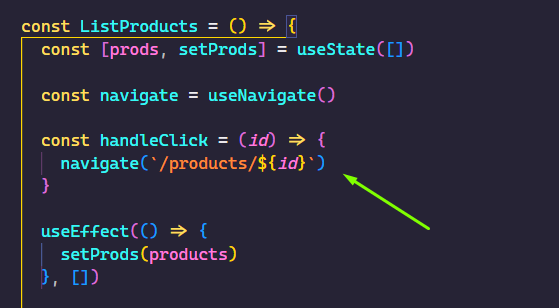 const ListProducts = () => {
const [prods, setProds] = useState([])
const navigate = useNavigate()
const handleClick = (id) => {
navigate(`/products/${id}`)
}
useEffect(() => {
setProds(products)
}, [])